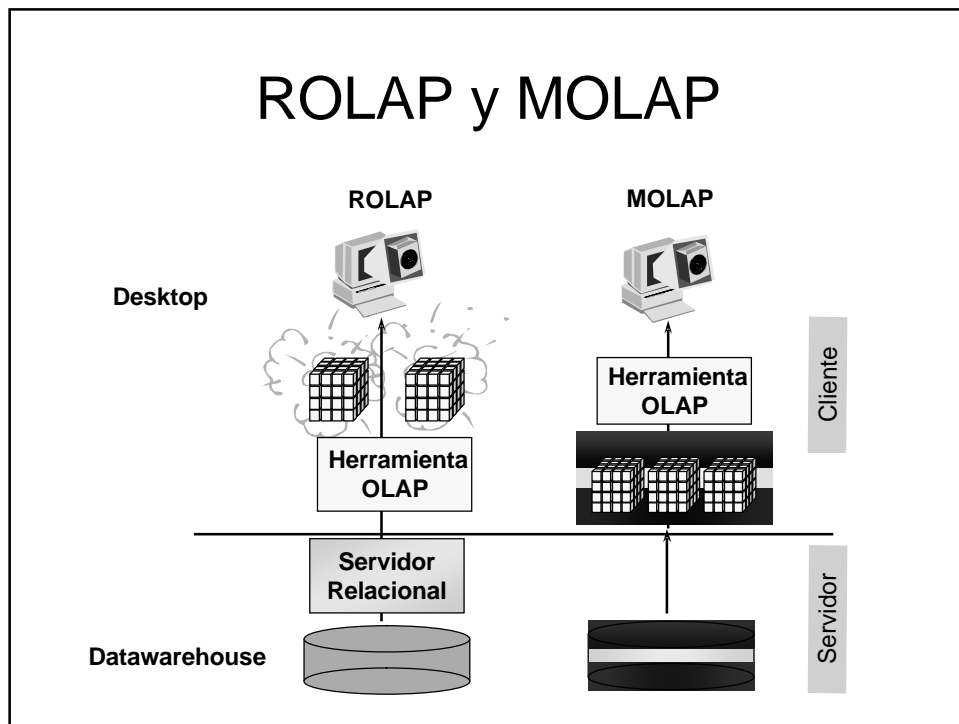 ROLAP y MOLAP
ROLAP
MOLAP
Desktop
Herramienta
OLAP
Cliente
Herramienta
OLAP
Servidor
Relacional
Servidor
Datawarehouse